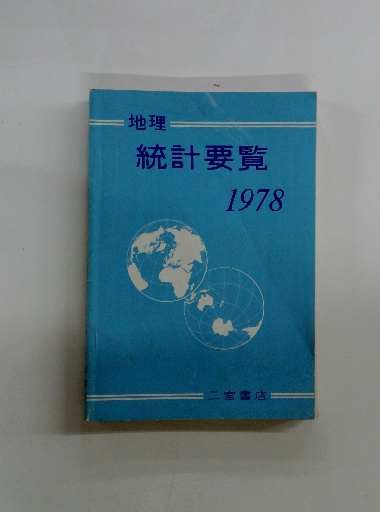 地理
統計要覧
1978
二宮書店